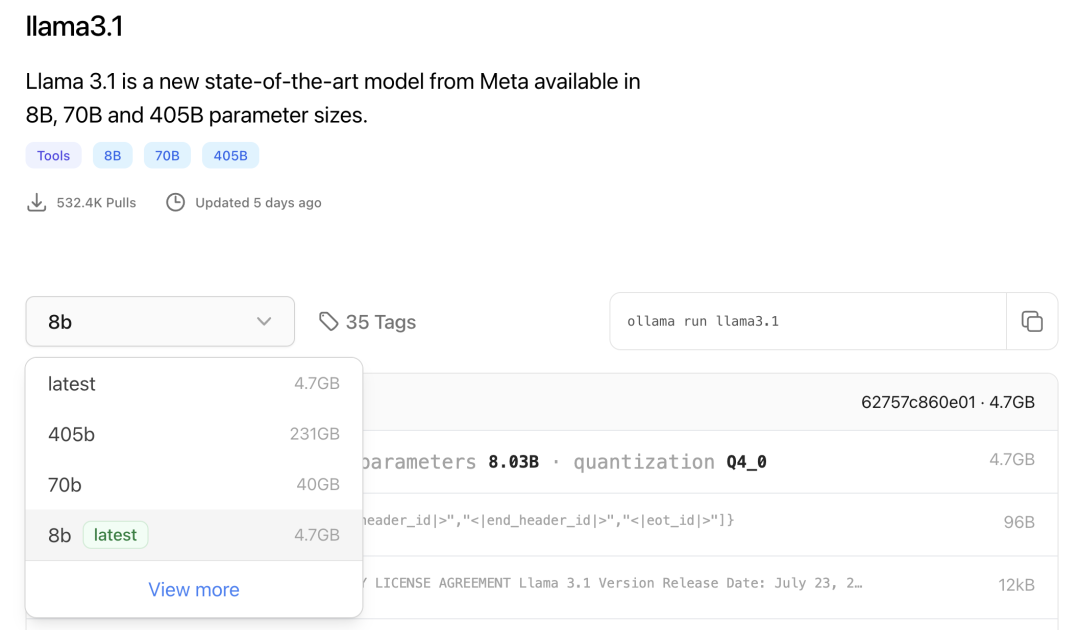 llama3.1
Llama 3.1 is a new state-of-the-art model from Meta available in
8B, 70B and 405B parameter sizes.
Tools 8B 70B 405B
532.4K Pulls Updated 5 days ago
8b 35 Tags ollama run llama3.1
latest 4.7GB
62757c860e01 · 4.7GB
405b 231GB
parameters 8.03B · quantization Q4_0 4.7GB
70b 40GB
header_id|>","<|end_header_id|>","<|eot_id|>"]} 96B
8b latest 4.7GB
LICENSE AGREEMENT Llama 3.1 Version Release Date: July 23, 2… 12kB
View more